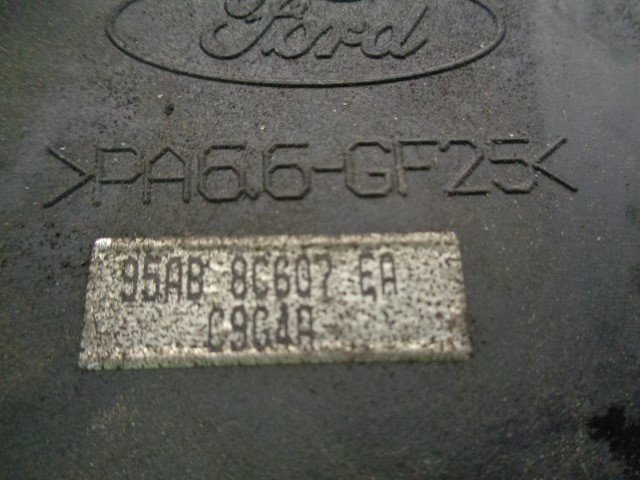 Ford
>PA6.6-GF25<
95AB 8C607 EA
C9G4A